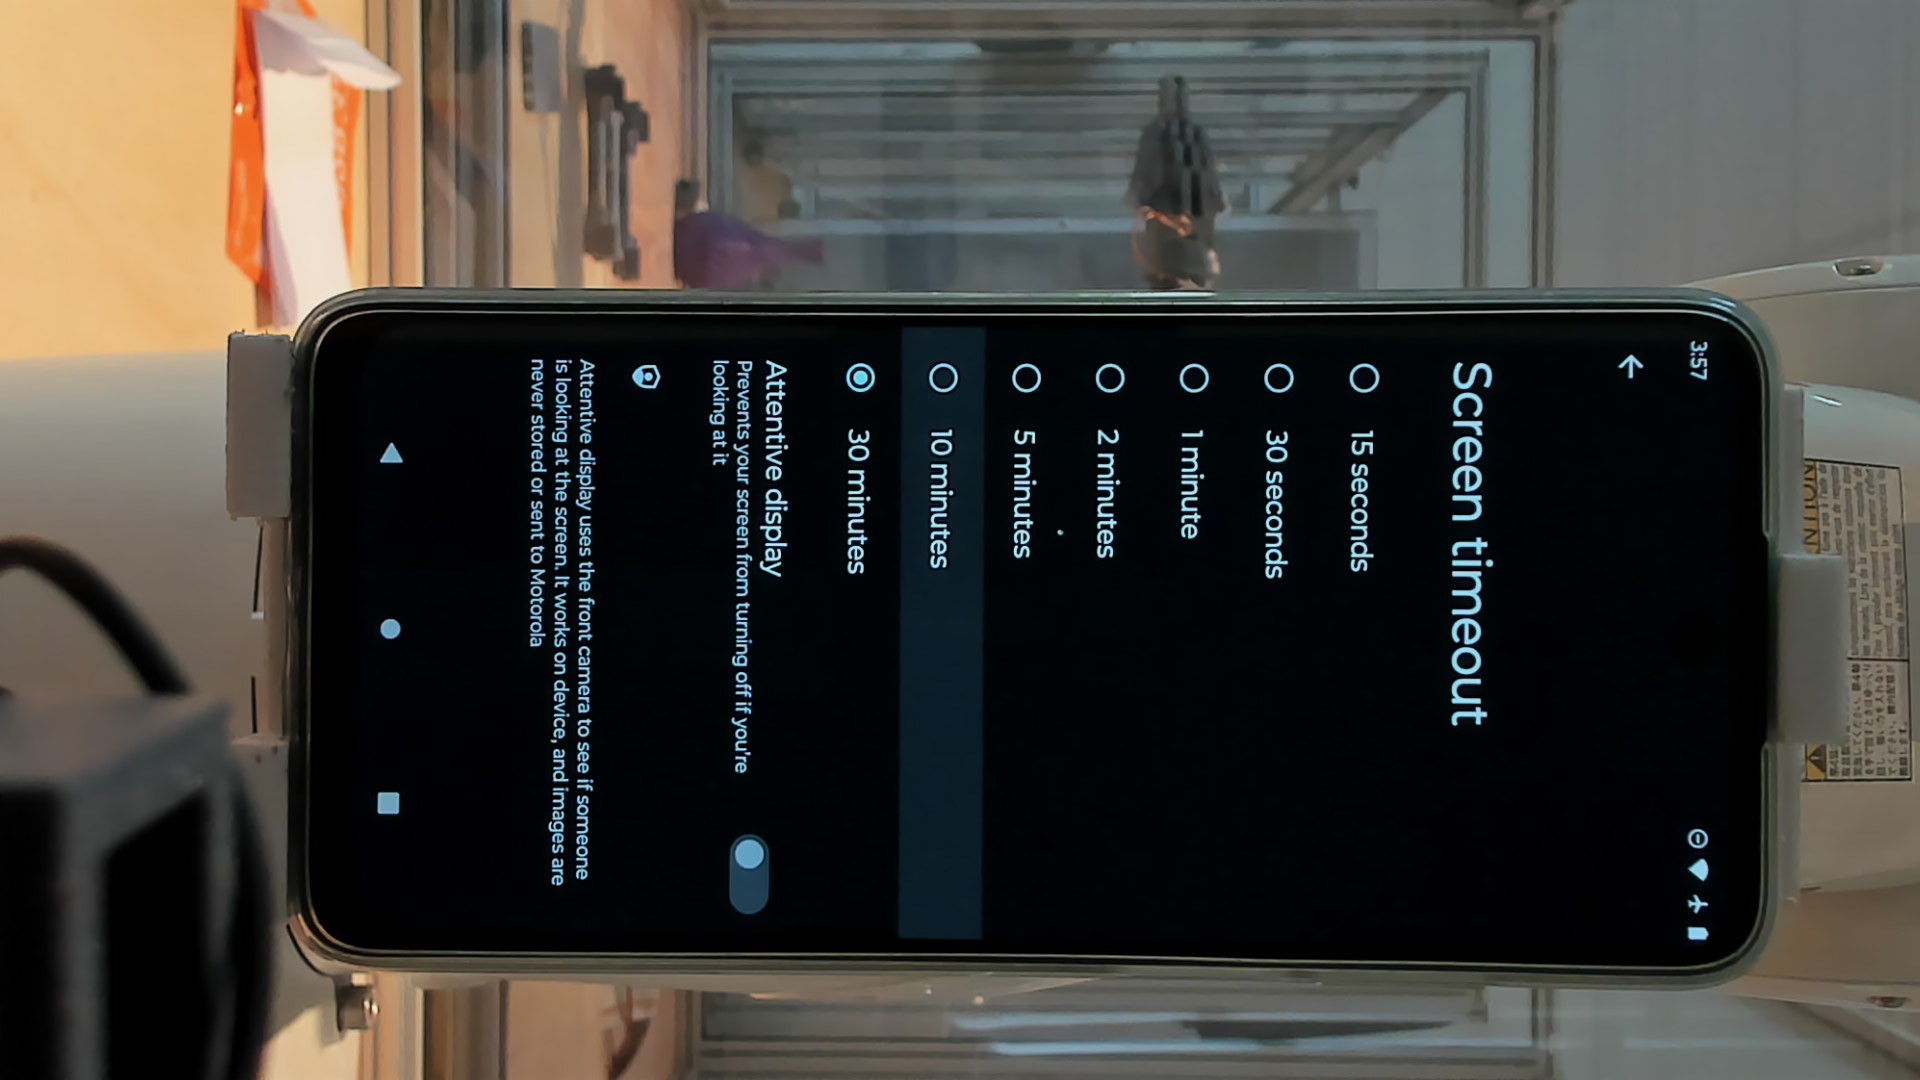 3:57
Screen timeout
15 seconds
30 seconds
1 minute
2 minutes
5 minutes
10 minutes
30 minutes
Attentive display
Prevents your screen from turning off if you're
looking at it
Attentive display uses the front camera to see if someone
is looking at the screen. It works on device, and images are
never stored or sent to Motorola